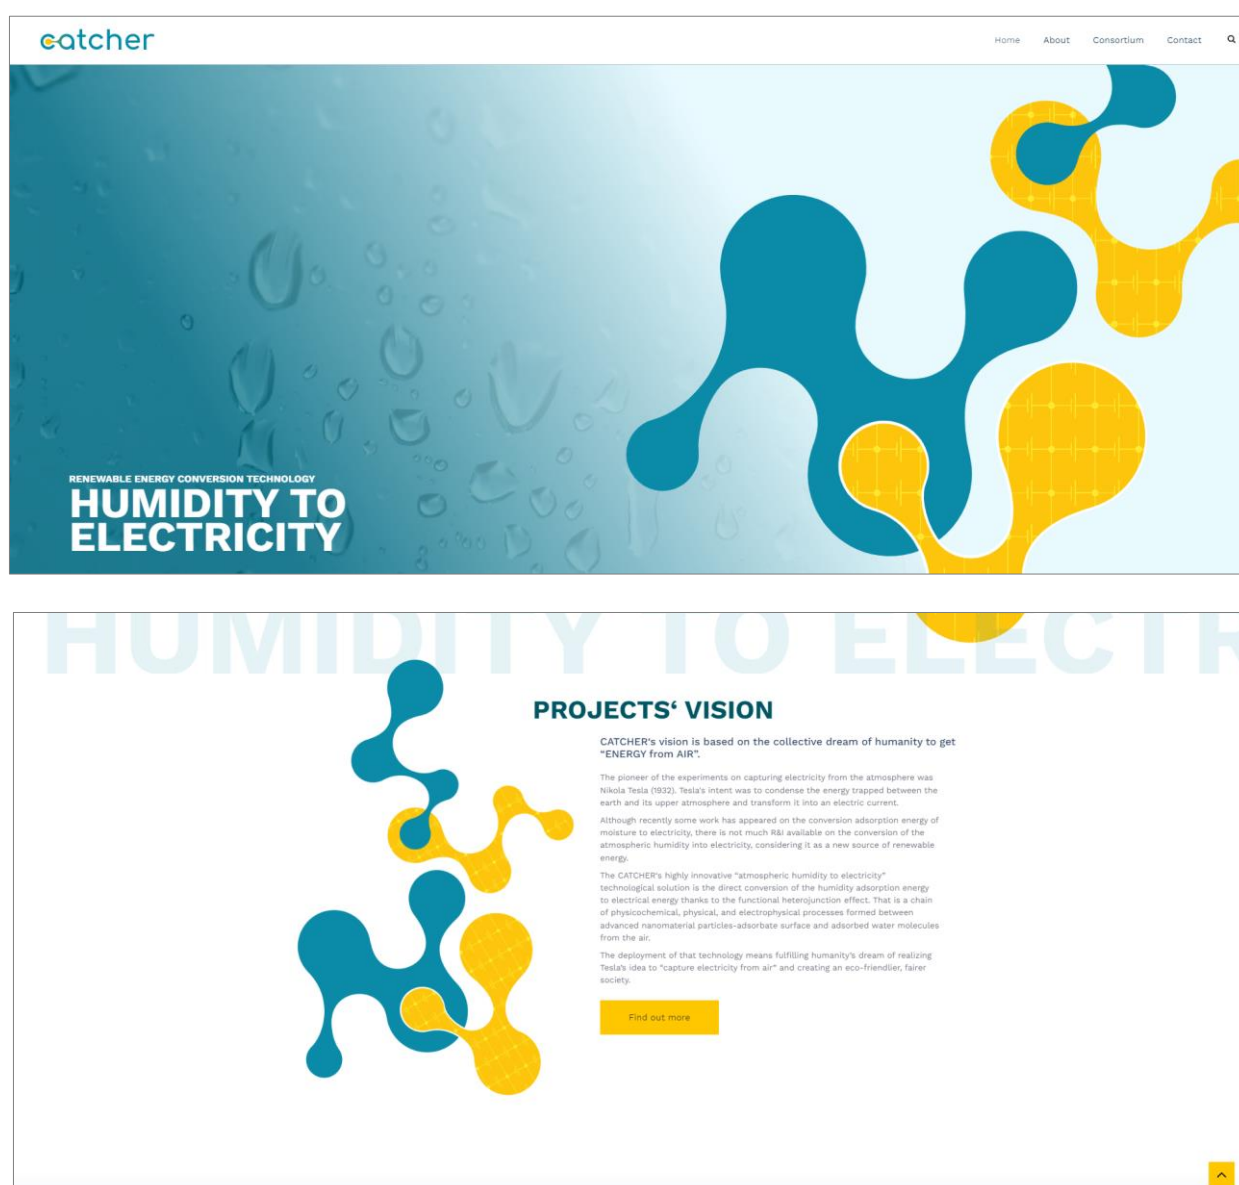 catcher
Home About Consortium Contact
RENEWABLE ENERGY CONVERSION TECHNOLOGY
HUMIDITY TO
ELECTRICITY
HUMIDITY TO ELECTR
PROJECTS‘ VISION
CATCHER's vision is based on the collective dream of humanity to get
“ENERGY from AIR”.
The pioneer of the experiments on capturing electricity from the atmosphere was
Nikola Tesla (1932). Tesla's intent was to condense the energy trapped between the
earth and its upper atmosphere and transform it into an electric current.
Although recently some work has appeared on the conversion adsorption energy of
moisture to electricity, there is not much R&I available on the conversion of the
atmospheric humidity into electricity, considering it as a new source of renewable
energy.
The CATCHER's highly innovative “atmospheric humidity to electricity”
technological solution is the direct conversion of the humidity adsorption energy
to electrical energy thanks to the functional heterojunction effect. That is a chain
of physicochemical, physical, and electrophysical processes formed between
advanced nanomaterial particles-adsorbate surface and adsorbed water molecules
from the air.
The deployment of that technology means fulfilling humanity's dream of realizing
Tesla's idea to “capture electricity from air” and creating an eco-friendlier, fairer
society.
Find out more